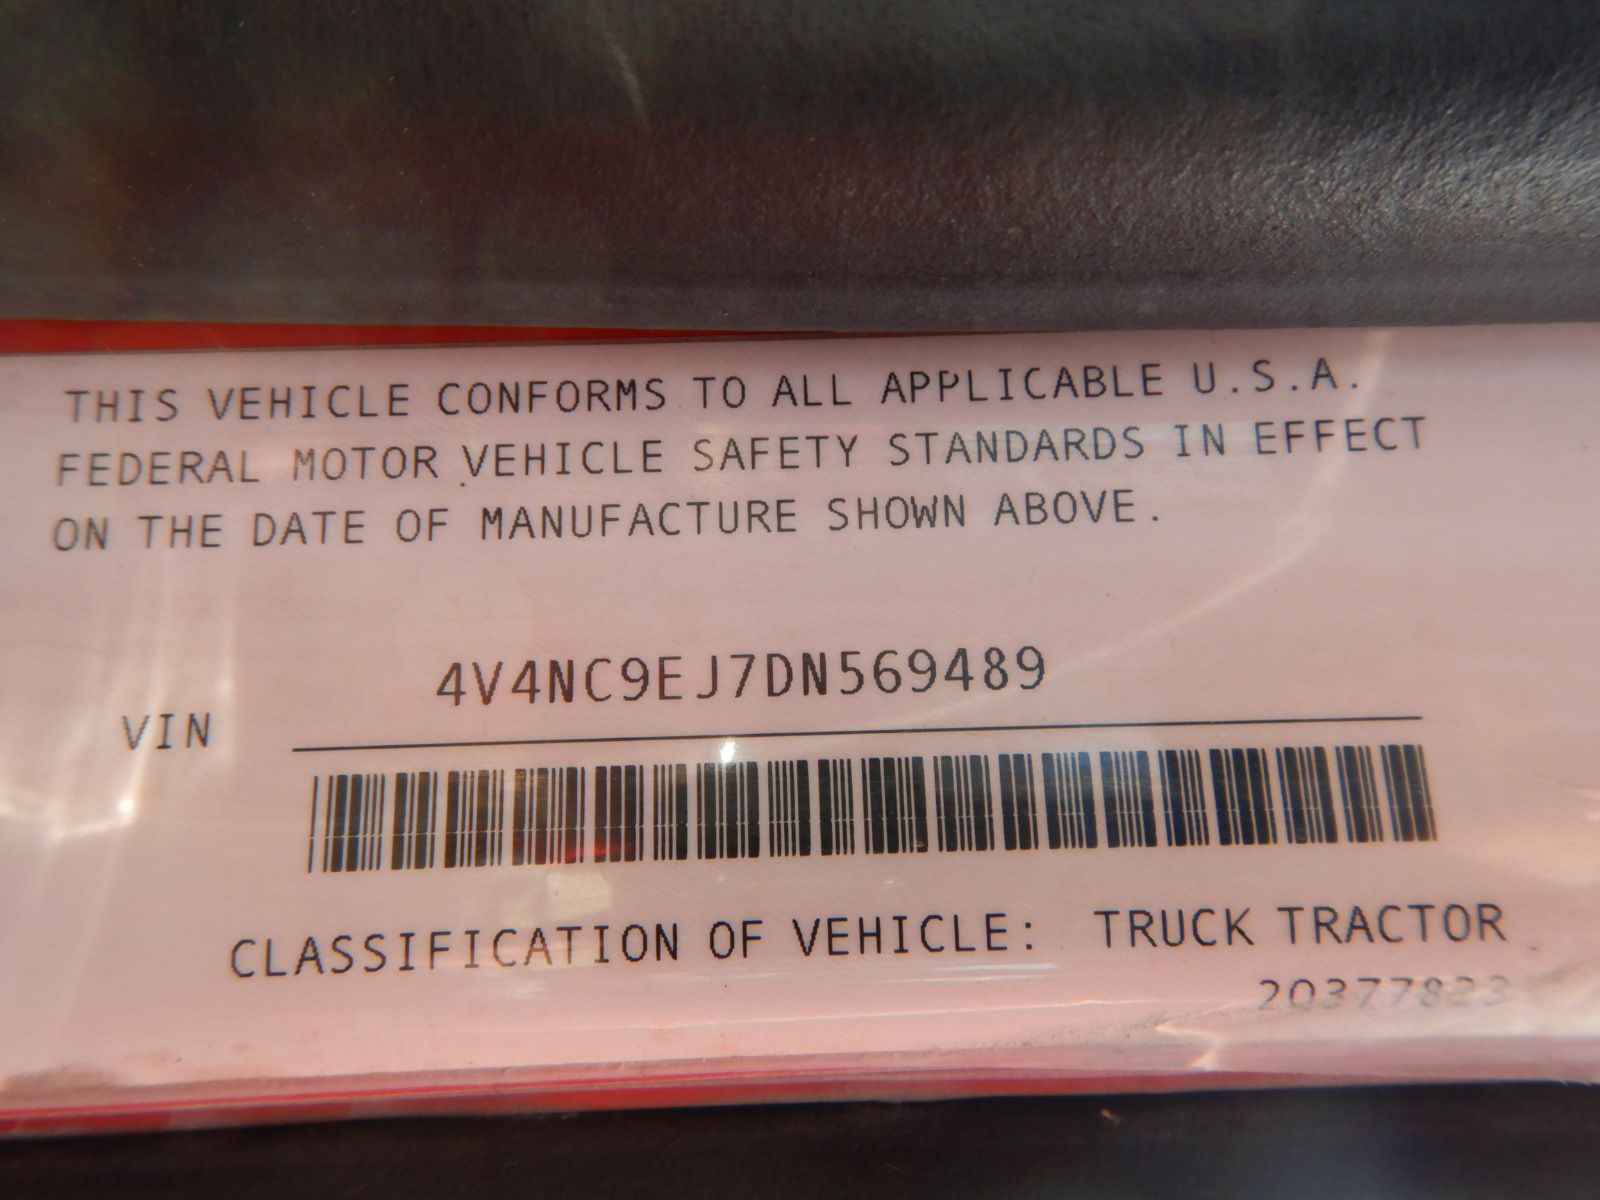 THIS VEHICLE CONFORMS TO ALL APPLICABLE U.S.A.
FEDERAL MOTOR VEHICLE SAFETY STANDARDS IN EFFECT
ON THE DATE OF MANUFACTURE SHOWN ABOVE.
4V4NC9EJ7DN569489
VIN
CLASSIFICATION OF VEHICLE: TRUCK TRACTOR
20377823